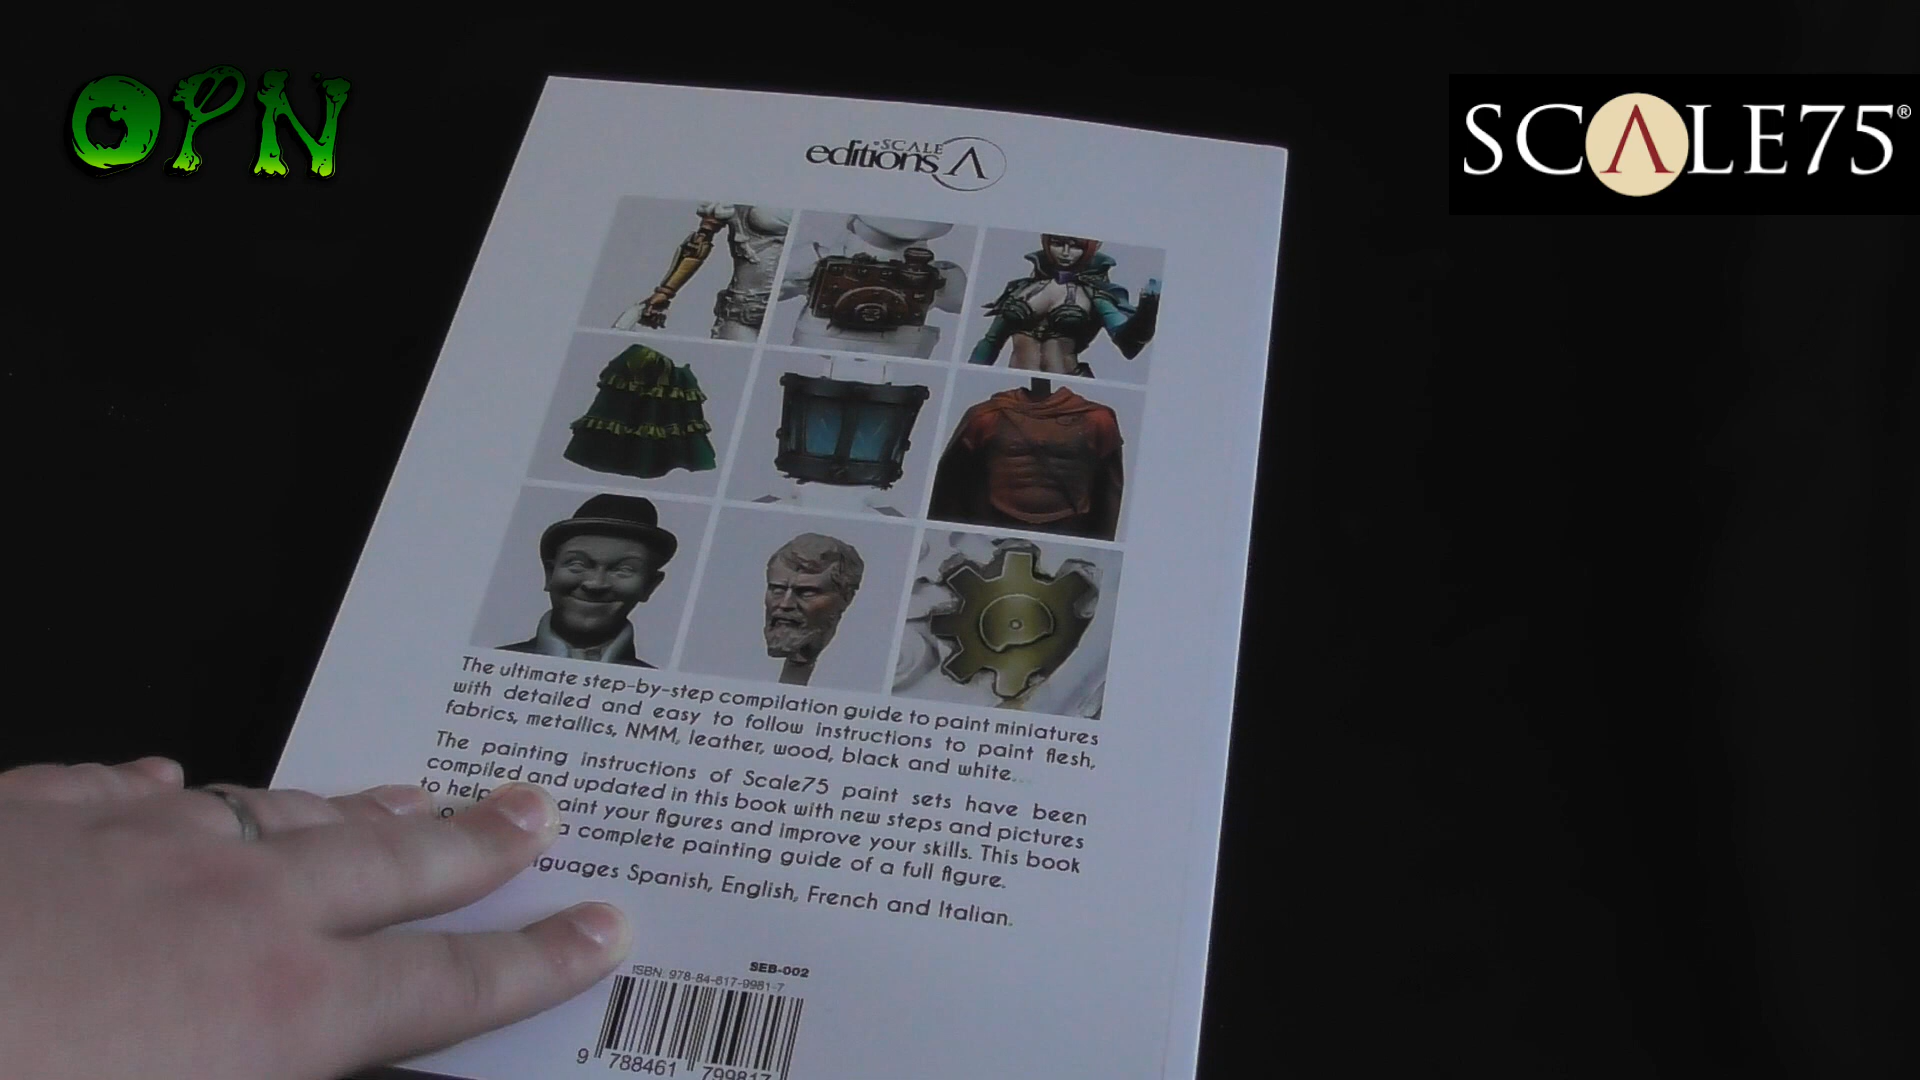 OPN
SCALE75®
SCALE
editions
The ultimate step-by-step compilation guide to paint miniatures
with detailed and easy to follow instructions to paint flesh,
fabrics, metallics, NMM, leather, wood, black and white...
The painting instructions of Scale75 paint sets have been
compiled and updated in this book with new steps and pictures
to help aint your figures and improve your skills. This book
a complete painting guide of a full figure.
nguages Spanish, English, French and Italian.
SEB-002
ISBN: 978-84-617-9981-7
9 788461 799817